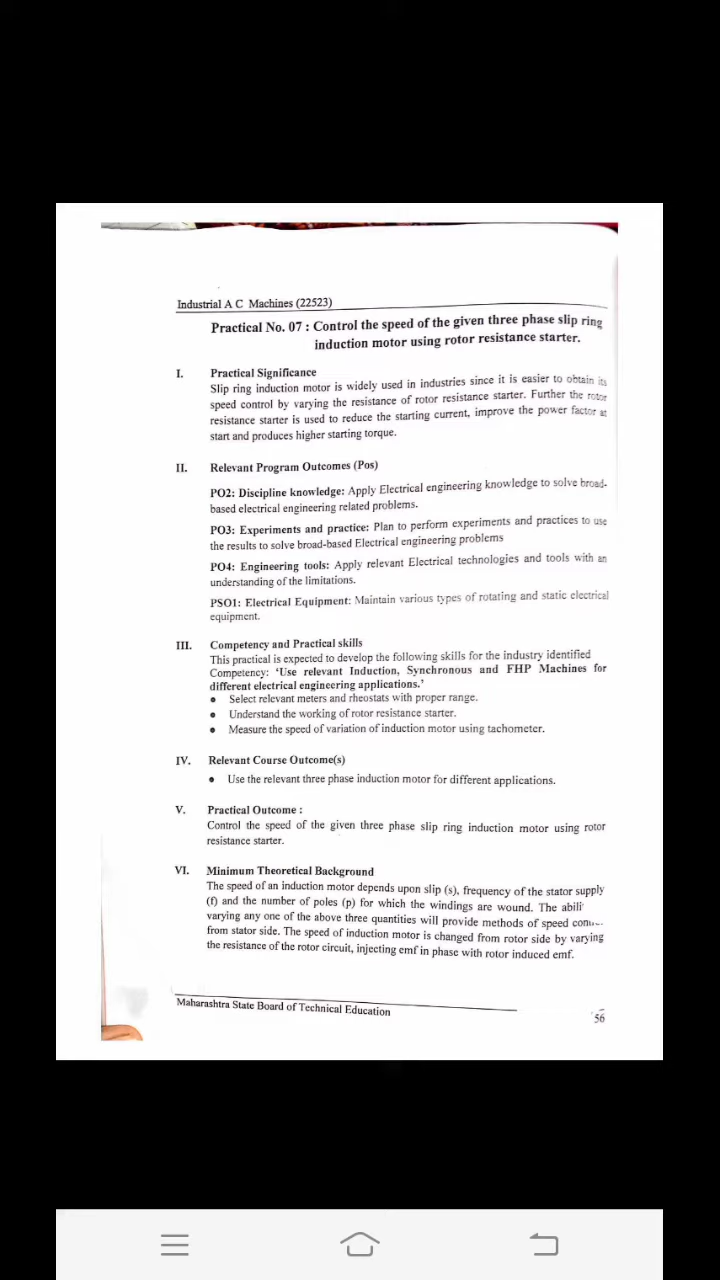 Industrial A C Machines (22523)
Practical No. 07 : Control the speed of the given three phase slip ring
induction motor using rotor resistance starter.
I. Practical Significance
Slip ring induction motor is widely used in industries since it is easier to obtain its
speed control by varying the resistance of rotor resistance starter. Further the rotor
resistance starter is used to reduce the starting current, improve the power factor at
start and produces higher starting torque.
II. Relevant Program Outcomes (Pos)
PO2: Discipline knowledge: Apply Electrical engineering knowledge to solve broad-
based electrical engineering related problems.
PO3: Experiments and practice: Plan to perform experiments and practices to use
the results to solve broad-based Electrical engineering problems
PO4: Engineering tools: Apply relevant Electrical technologies and tools with an
understanding of the limitations.
PSO1: Electrical Equipment: Maintain various types of rotating and static electrical
equipment.
III. Competency and Practical skills
This practical is expected to develop the following skills for the industry identified
Competency: 'Use relevant Induction, Synchronous and FHP Machines for
different electrical engineering applications.'
• Select relevant meters and rheostats with proper range.
• Understand the working of rotor resistance starter.
• Measure the speed of variation of induction motor using tachometer.
IV. Relevant Course Outcome(s)
• Use the relevant three phase induction motor for different applications.
V. Practical Outcome :
Control the speed of the given three phase slip ring induction motor using rotor
resistance starter.
VI. Minimum Theoretical Background
The speed of an induction motor depends upon slip (s), frequency of the stator supply
(f) and the number of poles (p) for which the windings are wound. The
varying any one of the above three quantities will provide methods of speed
from stator side. The speed of induction motor is changed from rotor side by varying
the resistance of the rotor circuit, injecting emf in phase with rotor induced emf.
Maharashtra State Board of Technical Education
56